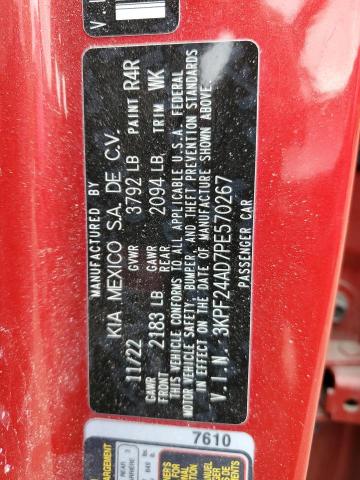 MANUFACTURED BY
KIA MEXICO S.A. DE C.V.
11/22 GVWR 3792 LB PAINT R4R
GAWR FRONT 2183 LB GAWR REAR 2094 LB TRIM WK
THIS VEHICLE CONFORMS TO ALL APPLICABLE U.S.A. FEDERAL
MOTOR VEHICLE SAFETY, BUMPER, AND THEFT PREVENTION STANDARDS
IN EFFECT ON THE DATE OF MANUFACTURE SHOWN ABOVE.
V.I.N.: 3KPF24AD7PE570267
PASSENGER CAR
7610
REAR